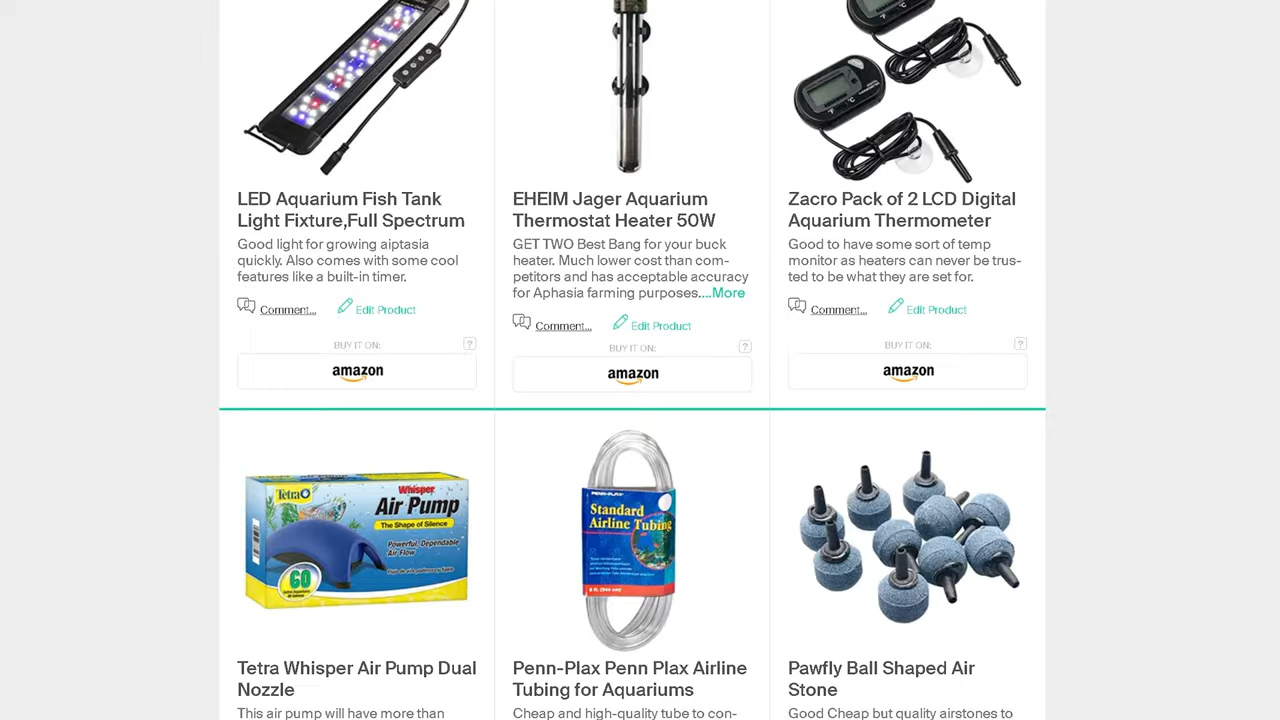 LED Aquarium Fish Tank
Light Fixture,Full Spectrum
Good light for growing aiptasia
quickly. Also comes with some cool
features like a built-in timer.
Comment...
Edit Product
BUY IT ON:
?
amazon
EHEIM Jager Aquarium
Thermostat Heater 50W
GET TWO Best Bang for your buck
heater. Much lower cost than com-
petitors and has acceptable accuracy
for Aphasia farming purposes....More
Comment...
Edit Product
BUY IT ON:
?
amazon
Zacro Pack of 2 LCD Digital
Aquarium Thermometer
Good to have some sort of temp
monitor as heaters can never be trus-
ted to be what they are set for.
Comment...
Edit Product
BUY IT ON:
?
amazon
Tetra
Whisper
Air Pump
The Shape of Silence
Powerful, Dependable
Air Flow
60
Tetra Whisper Air Pump Dual
Nozzle
This air pump will have more than
PENN-PLAX
Standard
Airline Tubing
Penn-Plax Penn Plax Airline
Tubing for Aquariums
Cheap and high-quality tube to con-
Pawfly Ball Shaped Air
Stone
Good Cheap but quality airstones to